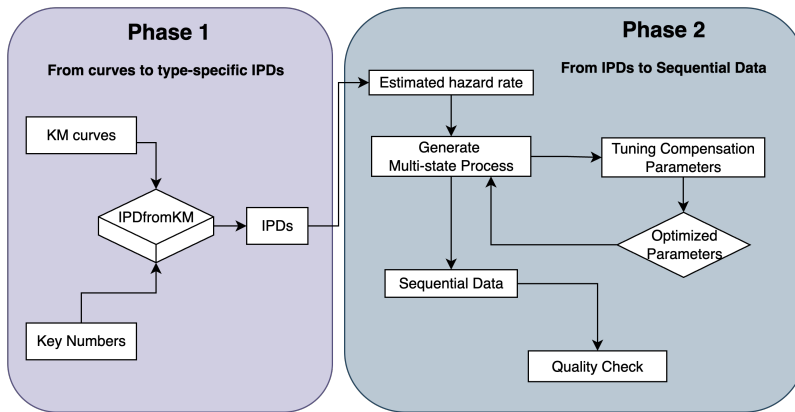 Phase 1
From curves to type-specific IPDs
KM curves
IPDfromKM
IPDs
Key Numbers
Phase 2
From IPDs to Sequential Data
Estimated hazard rate
Generate
Multi-state Process
Tuning Compensation
Parameters
Optimized
Parameters
Sequential Data
Quality Check